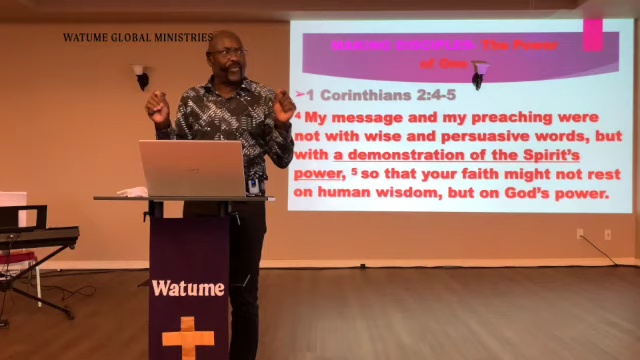 WATUME GLOBAL MINISTRIES
MAKING DISCIPLES- The Power
of One
➢1 Corinthians 2:4-5
⁴ My message and my preaching were
not with wise and persuasive words, but
with a demonstration of the Spirit's
power, ⁵ so that your faith might not rest
on human wisdom, but on God's power.
Watume